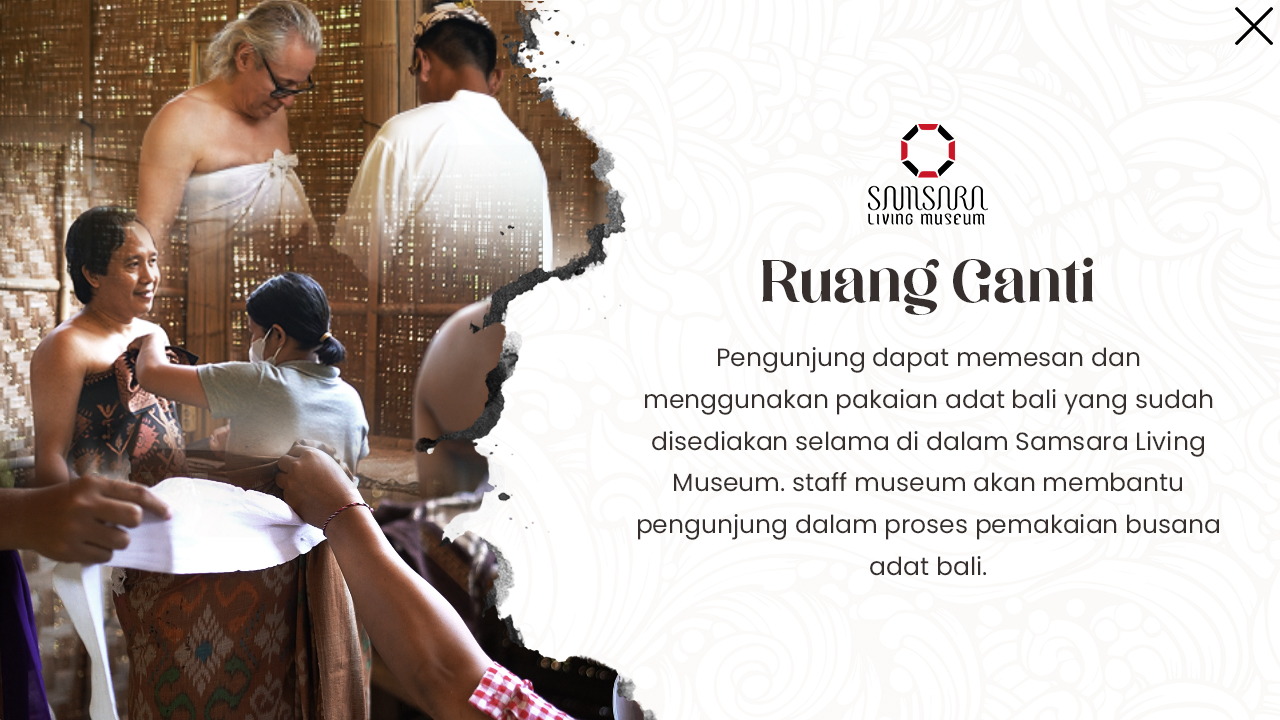 SAMSARA
LIVING MUSEUM
Ruang Ganti
Pengunjung dapat memesan dan
menggunakan pakaian adat bali yang sudah
disediakan selama di dalam Samsara Living
Museum. staff museum akan membantu
pengunjung dalam proses pemakaian busana
adat bali.